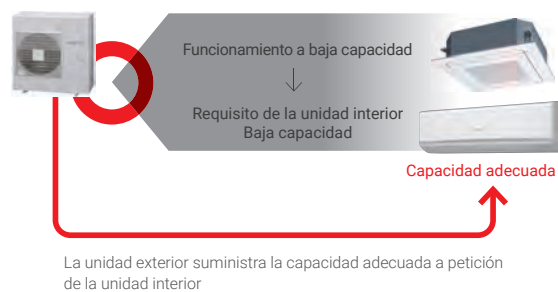 Funcionamiento a baja capacidad
Requisito de la unidad interior
Baja capacidad
Capacidad adecuada
La unidad exterior suministra la capacidad adecuada a petición
de la unidad interior